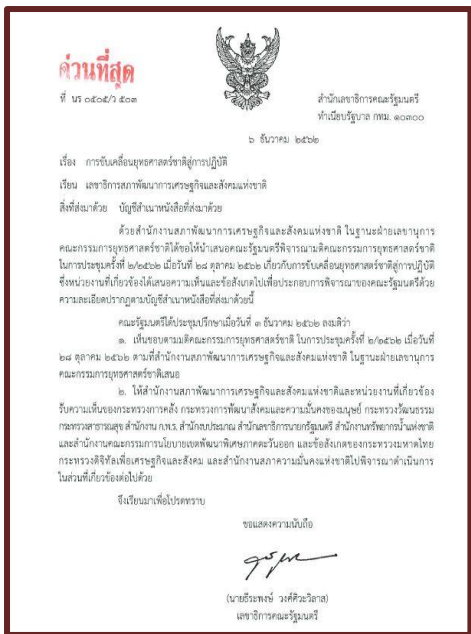 ด่วนที่สุด
ที่ นร ๐๕๐๕/ว ๕๐๓
สำนักเลขาธิการคณะรัฐมนตรี
ทำเนียบรัฐบาล กทม. ๑๐๓๐๐
๖ ธันวาคม ๒๕๖๒
เรื่อง การขับเคลื่อนยุทธศาสตร์ชาติสู่การปฏิบัติ
เรียน เลขาธิการสภาพัฒนาการเศรษฐกิจและสังคมแห่งชาติ
สิ่งที่ส่งมาด้วย บัญชีสำเนาหนังสือที่ส่งมาด้วย
ด้วยสำนักงานสภาพัฒนาการเศรษฐกิจและสังคมแห่งชาติ ในฐานะฝ่ายเลขานุการ
คณะกรรมการยุทธศาสตร์ชาติได้ขอให้นำเสนอคณะรัฐมนตรีพิจารณามติคณะกรรมการยุทธศาสตร์ชาติ
ในการประชุมครั้งที่ ๒/๒๕๖๒ เมื่อวันที่ ๒๘ ตุลาคม ๒๕๖๒ เกี่ยวกับการขับเคลื่อนยุทธศาสตร์ชาติสู่การปฏิบัติ
ซึ่งหน่วยงานที่เกี่ยวข้องได้เสนอความเห็นและข้อสังเกตไปเพื่อประกอบการพิจารณาของคณะรัฐมนตรีด้วย
ความละเอียดปรากฏตามบัญชีสำเนาหนังสือที่ส่งมาด้วยนี้
คณะรัฐมนตรีได้ประชุมปรึกษาเมื่อวันที่ ๓ ธันวาคม ๒๕๖๒ ลงมติว่า
๑. เห็นชอบตามมติคณะกรรมการยุทธศาสตร์ชาติ ในการประชุมครั้งที่ ๒/๒๕๖๒ เมื่อวันที่
๒๘ ตุลาคม ๒๕๖๒ ตามที่สำนักงานสภาพัฒนาการเศรษฐกิจและสังคมแห่งชาติ ในฐานะฝ่ายเลขานุการ
คณะกรรมการยุทธศาสตร์ชาติเสนอ
๒. ให้สำนักงานสภาพัฒนาการเศรษฐกิจและสังคมแห่งชาติและหน่วยงานที่เกี่ยวข้อง
รับความเห็นของกระทรวงการคลัง กระทรวงการพัฒนาสังคมและความมั่นคงของมนุษย์ กระทรวงวัฒนธรรม
กระทรวงสาธารณสุข สำนักงาน ก.พ.ร. สำนักงบประมาณ สำนักเลขาธิการนายกรัฐมนตรี สำนักงานทรัพยากรน้ำแห่งชาติ
และสำนักงานคณะกรรมการนโยบายเขตพัฒนาพิเศษภาคตะวันออก และข้อสังเกตของกระทรวงมหาดไทย
กระทรวงดิจิทัลเพื่อเศรษฐกิจและสังคม และสำนักงานสภาความมั่นคงแห่งชาติไปพิจารณาดำเนินการ
ในส่วนที่เกี่ยวข้องต่อไปด้วย
จึงเรียนมาเพื่อโปรดทราบ
ขอแสดงความนับถือ
(นายธีระพงษ์ วงศ์ศิวะวิลาส)
เลขาธิการคณะรัฐมนตรี